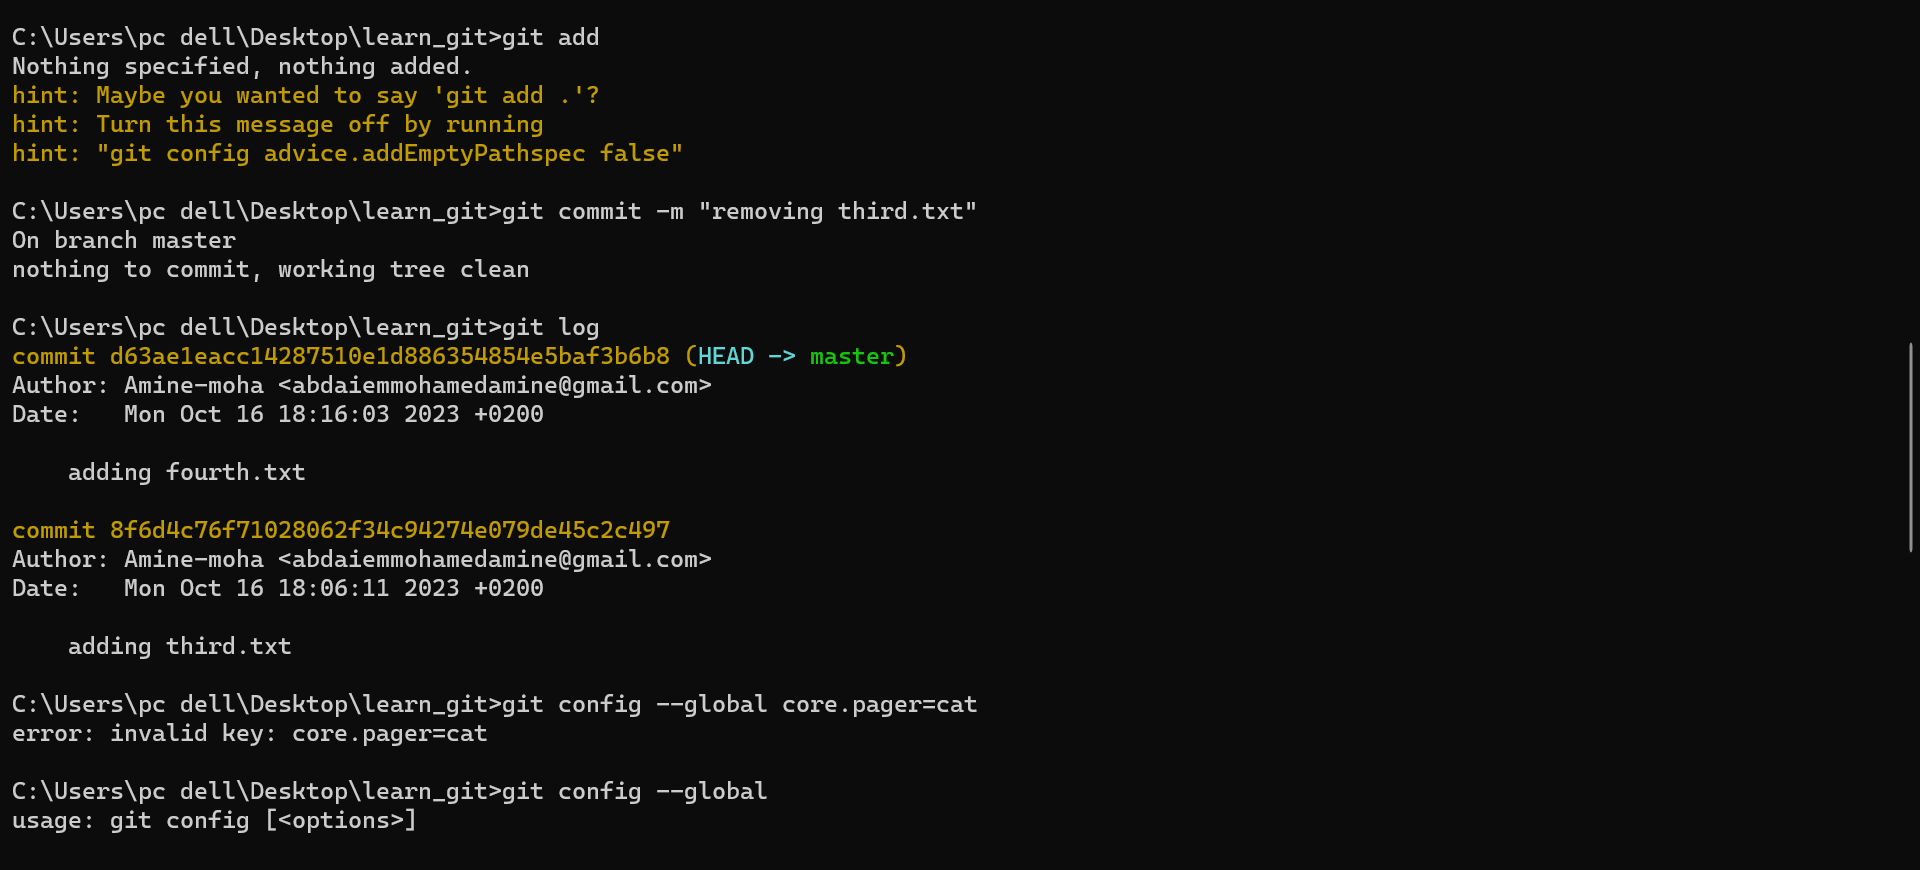 C:\Users\pc dell\Desktop\learn_git>git add
Nothing specified, nothing added.
hint: Maybe you wanted to say 'git add .'?
hint: Turn this message off by running
hint: "git config advice.addEmptyPathspec false"
C:\Users\pc dell\Desktop\learn_git>git commit -m "removing third.txt"
On branch master
nothing to commit, working tree clean
C:\Users\pc dell\Desktop\learn_git>git log
commit d63ae1eacc14287510e1d886354854e5baf3b6b8 (HEAD -> master)
Author: Amine-moha <abdaiemmohamedamine@gmail.com>
Date:   Mon Oct 16 18:16:03 2023 +0200
    adding fourth.txt
commit 8f6d4c76f71028062f34c94274e079de45c2c497
Author: Amine-moha <abdaiemmohamedamine@gmail.com>
Date:   Mon Oct 16 18:06:11 2023 +0200
    adding third.txt
C:\Users\pc dell\Desktop\learn_git>git config --global core.pager=cat
error: invalid key: core.pager=cat
C:\Users\pc dell\Desktop\learn_git>git config --global
usage: git config [<options>]